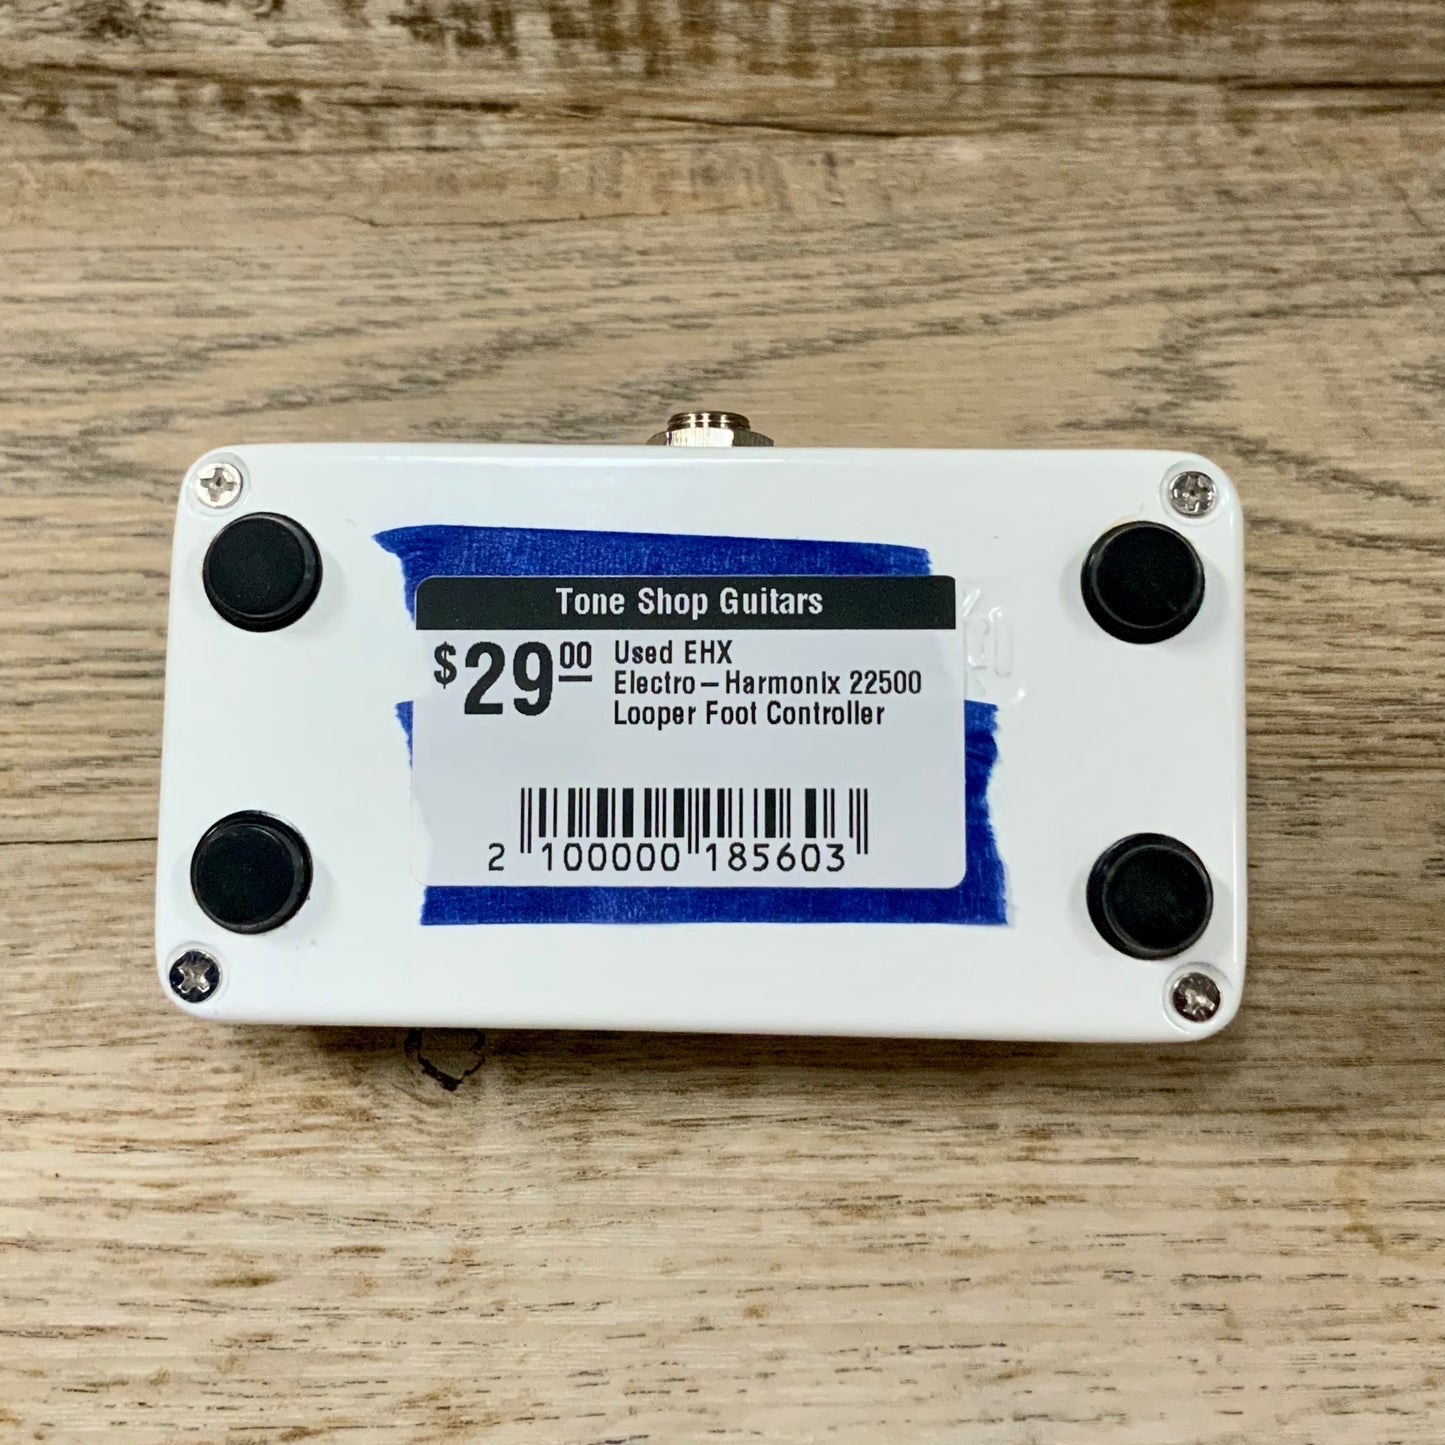 Tone Shop Guitars
$29.00
Used EHX
Electro-Harmonix 22500
Looper Foot Controller
2 100000 185603